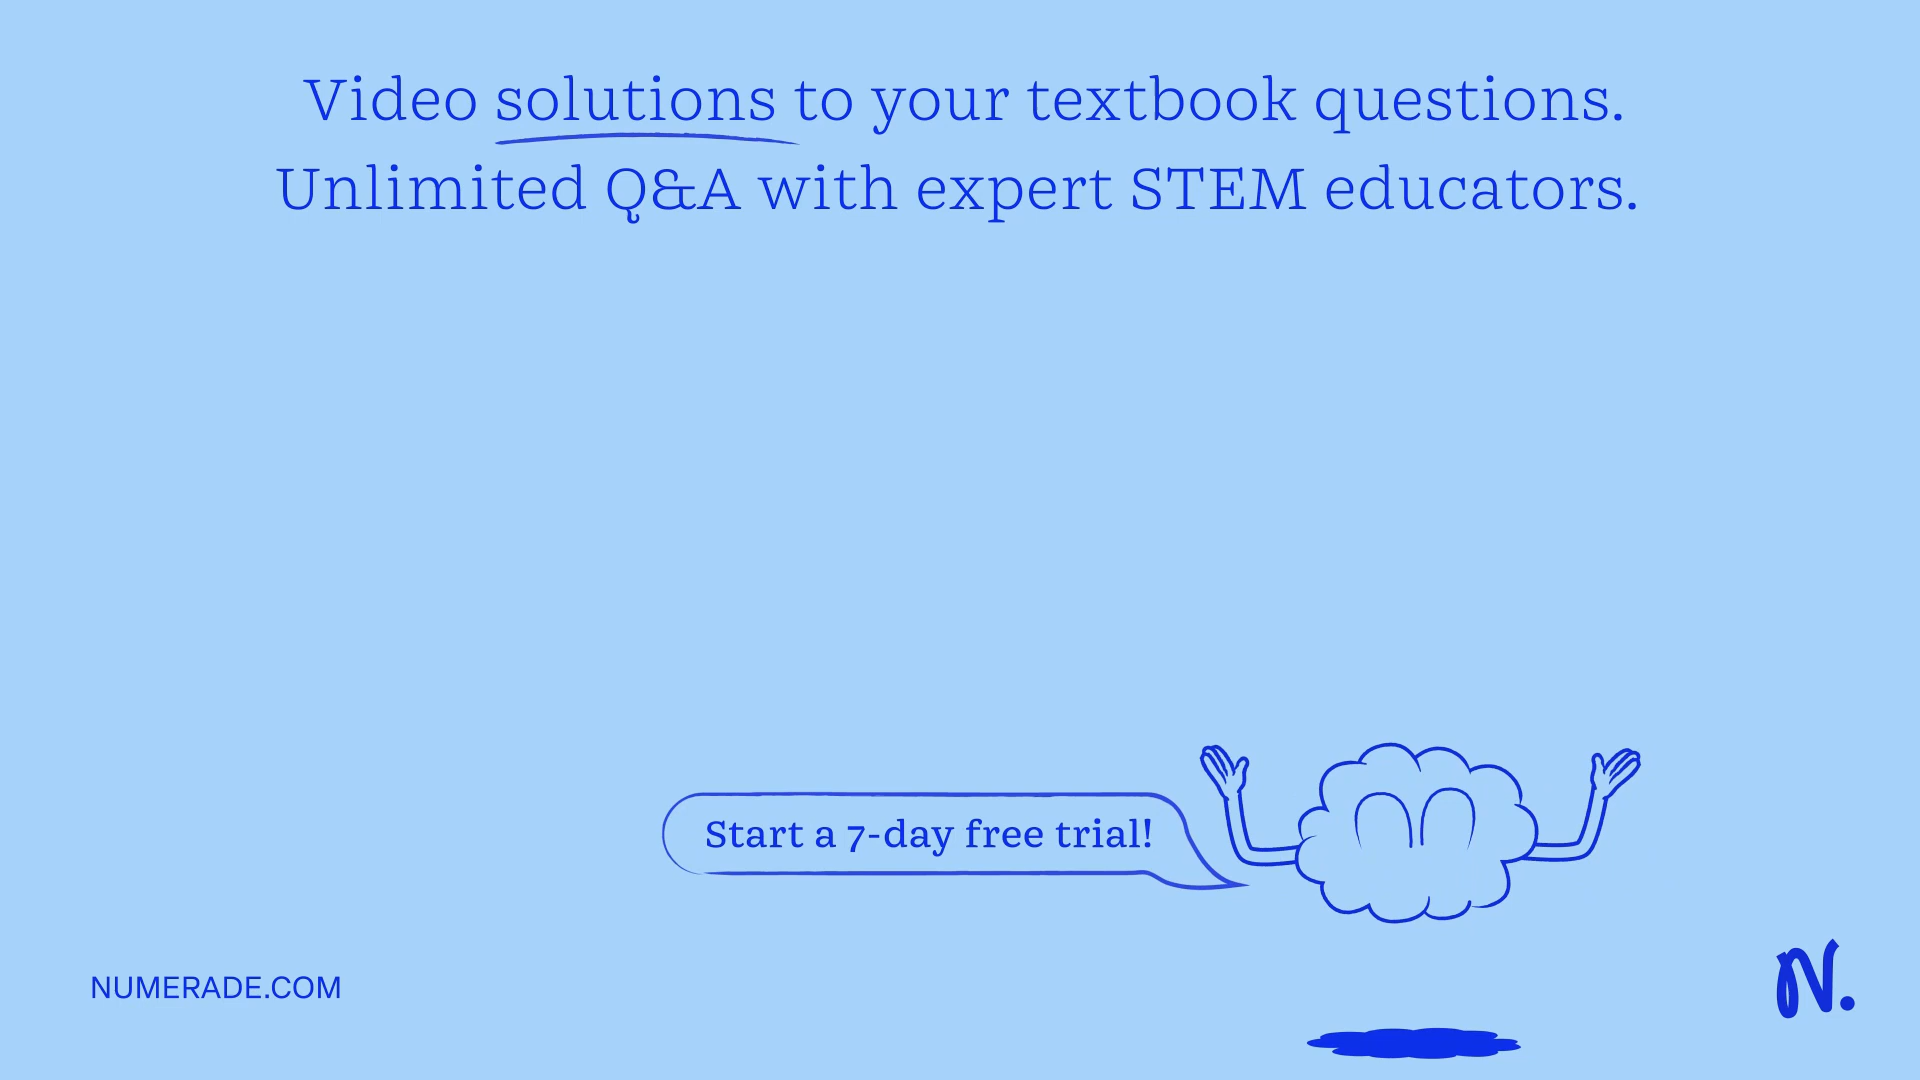 Video solutions to your textbook questions.
Unlimited Q&A with expert STEM educators.
Start a 7-day free trial!
NUMERADE.COM
N.